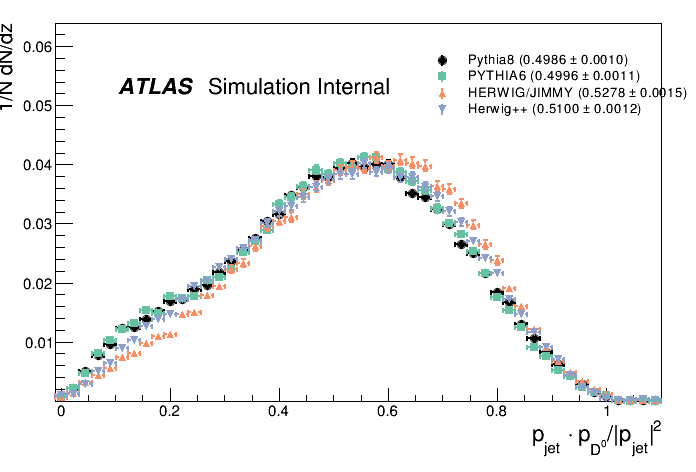 1/N dN/dz
0.06
0.05
0.04
0.03
0.02
0.01
ATLAS Simulation Internal
Pythia8 (0.4986 ± 0.0010)
PYTHIA6 (0.4996 ± 0.0011)
HERWIG/JIMMY (0.5278 ± 0.0015)
Herwig++ (0.5100 ± 0.0012)
0 0.2 0.4 0.6 0.8 1
p_jet · p_D⁰/|p_jet|²